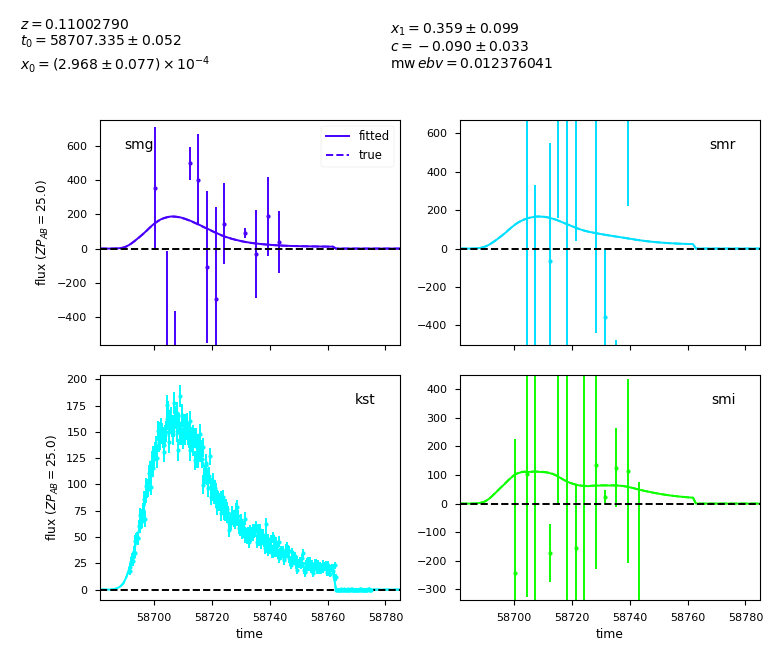 z = 0.11002790
t₀ = 58707.335 ± 0.052
x₀ = (2.968 ± 0.077) × 10⁻⁴
x₁ = 0.359 ± 0.099
c = −0.090 ± 0.033
mw ebv = 0.012376041
smg
fitted
true
600
400
200
0
−200
−400
flux (ZP_AB = 25.0)
smr
600
400
200
0
−200
−400
kst
200
175
150
125
100
75
50
25
0
flux (ZP_AB = 25.0)
58700 58720 58740 58760 58780
time
smi
400
300
200
100
0
−100
−200
−300
58700 58720 58740 58760 58780
time